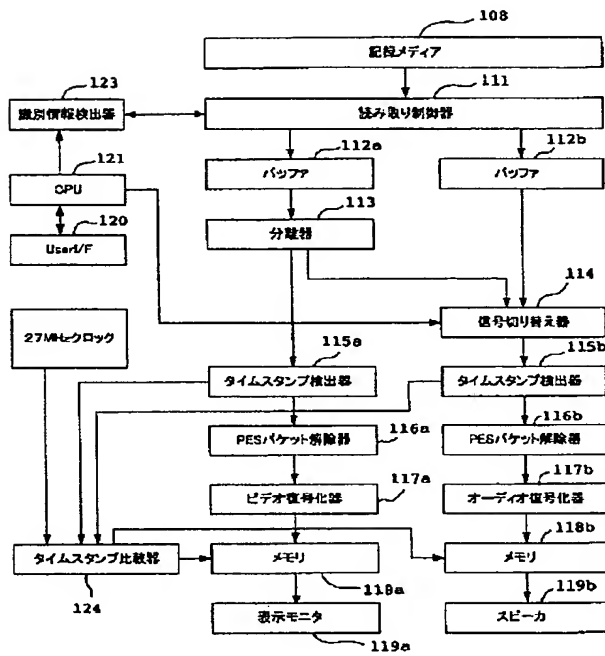 108
記録メディア
123
111
識別情報検出器
読み取り制御器
121
112a
112b
CPU
バッファ
バッファ
120
113
UserI/F
分離器
114
信号切り替え器
27MHzクロック
115a
115b
タイムスタンプ検出器
タイムスタンプ検出器
116b
PESパケット解除器
116a
PESパケット解除器
117b
ビデオ復号化器
117a
オーディオ復号化器
118b
タイムスタンプ比較器
メモリ
メモリ
124
118a
119b
表示モニタ
スピーカ
119a